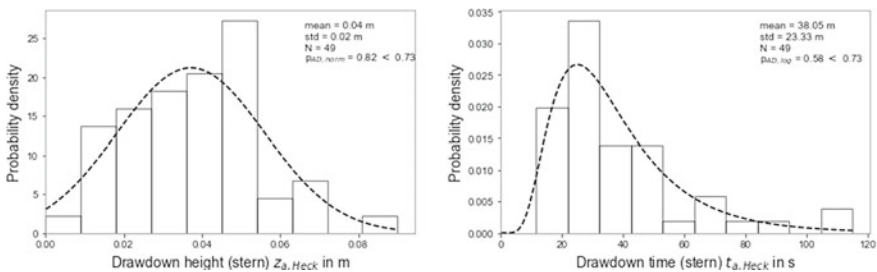 mean = 0.04 m
std = 0.02 m
N = 49
pAD, norm = 0.82 < 0.73
Probability density
25
20
15
10
5
0
0.00 0.02 0.04 0.06 0.08
Drawdown height (stern) za, Heck in m
mean = 38.05 m
std = 23.33 m
N = 49
pAD, log = 0.58 < 0.73
Probability density
0.035
0.030
0.025
0.020
0.015
0.010
0.005
0.000
0 20 40 60 80 100 120
Drawdown time (stern) ta, Heck in s